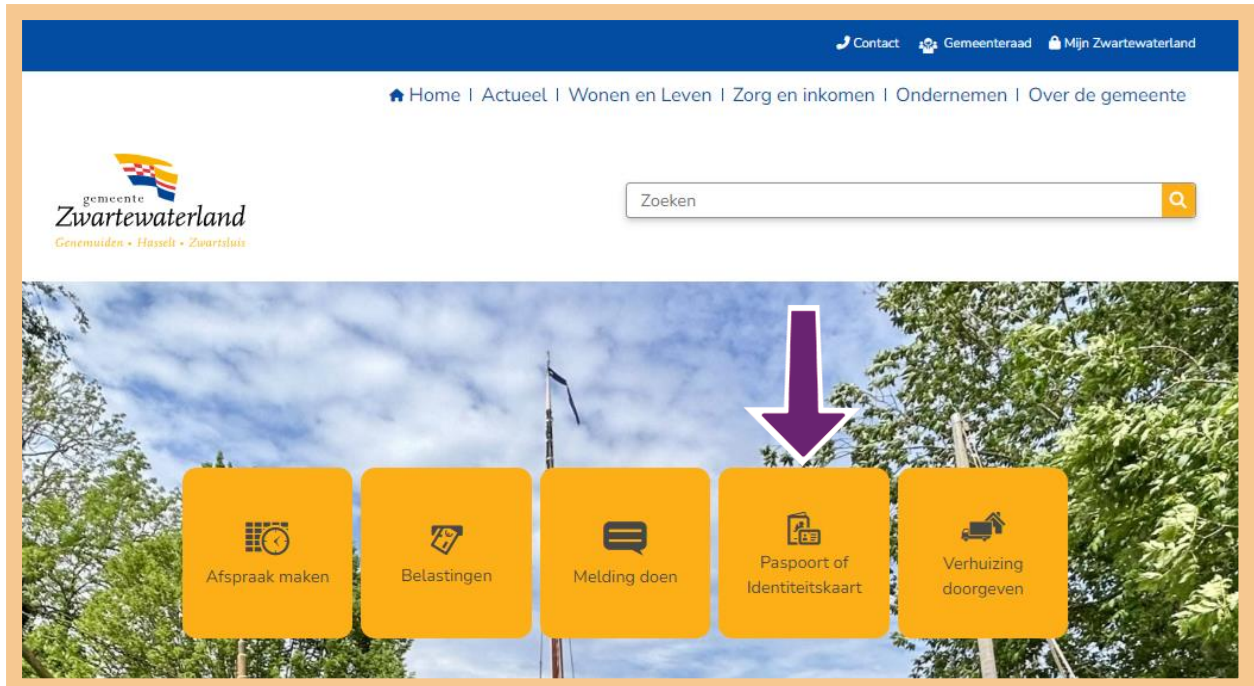 Contact Gemeenteraad Mijn Zwartewaterland
Home | Actueel | Wonen en Leven | Zorg en inkomen | Ondernemen | Over de gemeente
gemeente
Zwartewaterland
Genemuiden • Hasselt • Zwartsluis
Zoeken
Afspraak maken
Belastingen
Melding doen
Paspoort of
Identiteitskaart
Verhuizing
doorgeven